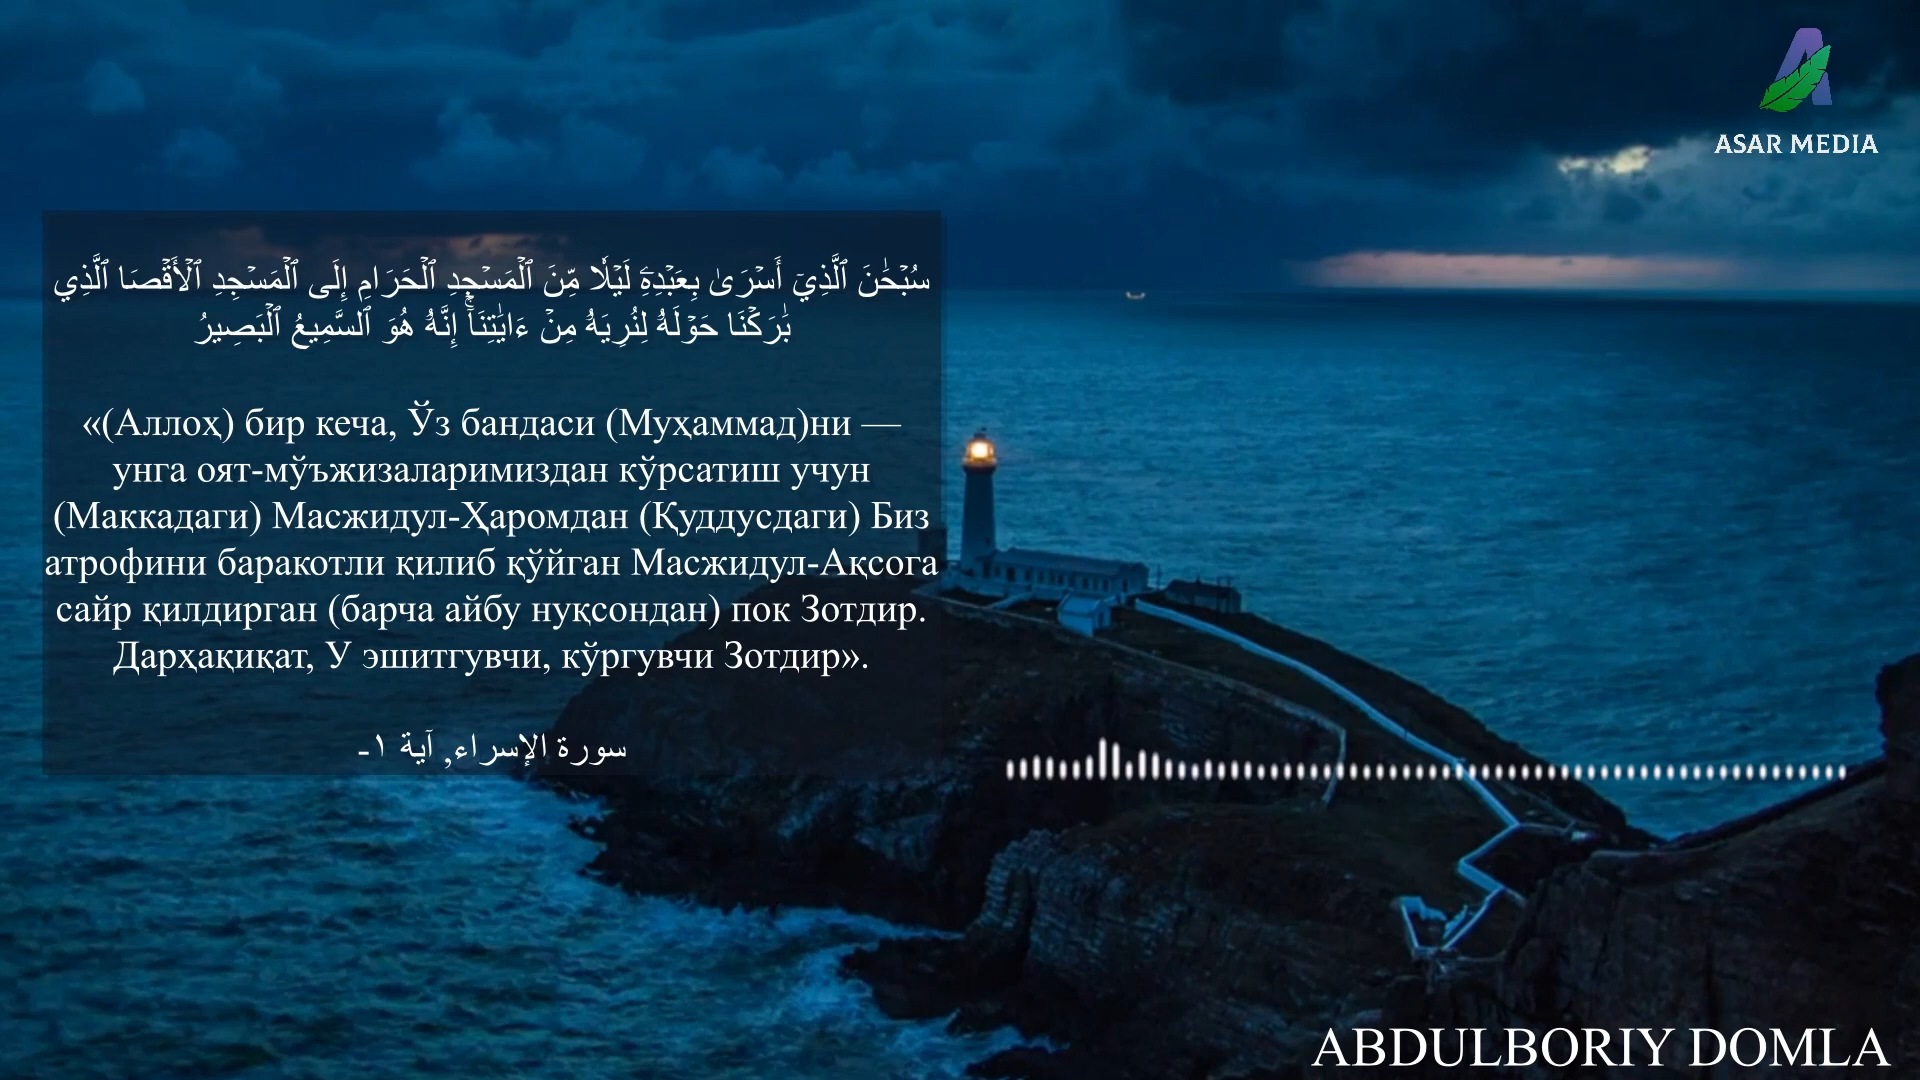 ASAR MEDIA
سُبۡحَٰنَ ٱلَّذِيٓ أَسۡرَىٰ بِعَبۡدِهِۦ لَيۡلٗا مِّنَ ٱلۡمَسۡجِدِ ٱلۡحَرَامِ إِلَى ٱلۡمَسۡجِدِ ٱلۡأَقۡصَا ٱلَّذِي
بَٰرَكۡنَا حَوۡلَهُۥ لِنُرِيَهُۥ مِنۡ ءَايَٰتِنَآۚ إِنَّهُۥ هُوَ ٱلسَّمِيعُ ٱلۡبَصِيرُ
«(Аллоҳ) бир кеча, Ўз бандаси (Муҳаммад)ни —
унга оят-мўъжизаларимиздан кўрсатиш учун
(Маккадаги) Масжидул-Ҳаромдан (Қуддусдаги) Биз
атрофини баракотли қилиб қўйган Масжидул-Ақсога
сайр қилдирган (барча айбу нуқсондан) пок Зотдир.
Дарҳақиқат, У эшитгувчи, кўргувчи Зотдир».
سورة الإسراء, آية ١-
ABDULBORIY DOMLA